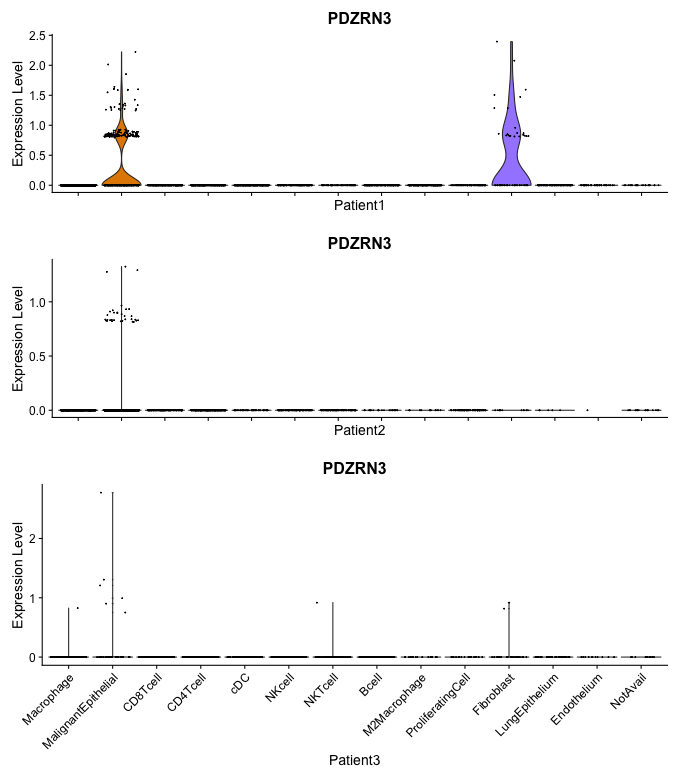 PDZRN3
Expression Level
2.5
2.0
1.5
1.0
0.5
0.0
Patient1
PDZRN3
Expression Level
1.0
0.5
0.0
Patient2
PDZRN3
Expression Level
2
1
0
Macrophage
MalignantEpithelial
CD8Tcell
CD4Tcell
cDC
NKcell
NKTcell
Bcell
M2Macrophage
ProliferatingCell
Fibroblast
LungEpithelium
Endothelium
NotAvail
Patient3